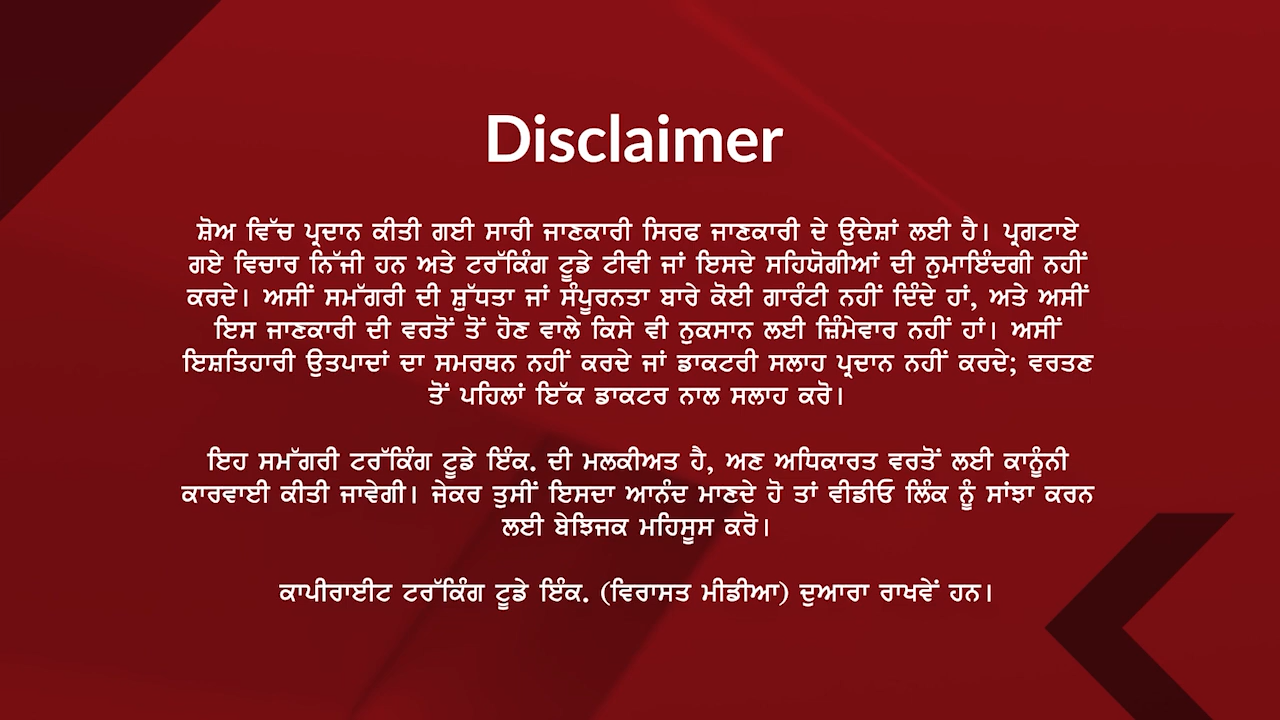 Disclaimer
ਸ਼ੋਅ ਵਿੱਚ ਪ੍ਰਦਾਨ ਕੀਤੀ ਗਈ ਸਾਰੀ ਜਾਣਕਾਰੀ ਸਿਰਫ ਜਾਣਕਾਰੀ ਦੇ ਉਦੇਸ਼ਾਂ ਲਈ ਹੈ। ਪ੍ਰਗਟਾਏ
ਗਏ ਵਿਚਾਰ ਨਿੱਜੀ ਹਨ ਅਤੇ ਟਰੱਕਿੰਗ ਟੂਡੇ ਟੀਵੀ ਜਾਂ ਇਸਦੇ ਸਹਿਯੋਗੀਆਂ ਦੀ ਨੁਮਾਇੰਦਗੀ ਨਹੀਂ
ਕਰਦੇ। ਅਸੀਂ ਸਮੱਗਰੀ ਦੀ ਸ਼ੁੱਧਤਾ ਜਾਂ ਸੰਪੂਰਨਤਾ ਬਾਰੇ ਕੋਈ ਗਾਰੰਟੀ ਨਹੀਂ ਦਿੰਦੇ ਹਾਂ, ਅਤੇ ਅਸੀਂ
ਇਸ ਜਾਣਕਾਰੀ ਦੀ ਵਰਤੋਂ ਤੋਂ ਹੋਣ ਵਾਲੇ ਕਿਸੇ ਵੀ ਨੁਕਸਾਨ ਲਈ ਜ਼ਿੰਮੇਵਾਰ ਨਹੀਂ ਹਾਂ। ਅਸੀਂ
ਇਸ਼ਤਿਹਾਰੀ ਉਤਪਾਦਾਂ ਦਾ ਸਮਰਥਨ ਨਹੀਂ ਕਰਦੇ ਜਾਂ ਡਾਕਟਰੀ ਸਲਾਹ ਪ੍ਰਦਾਨ ਨਹੀਂ ਕਰਦੇ; ਵਰਤਣ
ਤੋਂ ਪਹਿਲਾਂ ਇੱਕ ਡਾਕਟਰ ਨਾਲ ਸਲਾਹ ਕਰੋ।
ਇਹ ਸਮੱਗਰੀ ਟਰੱਕਿੰਗ ਟੂਡੇ ਇੰਕ. ਦੀ ਮਲਕੀਅਤ ਹੈ, ਅਣ ਅਧਿਕਾਰਤ ਵਰਤੋਂ ਲਈ ਕਾਨੂੰਨੀ
ਕਾਰਵਾਈ ਕੀਤੀ ਜਾਵੇਗੀ। ਜੇਕਰ ਤੁਸੀਂ ਇਸਦਾ ਆਨੰਦ ਮਾਣਦੇ ਹੋ ਤਾਂ ਵੀਡੀਓ ਲਿੰਕ ਨੂੰ ਸਾਂਝਾ ਕਰਨ
ਲਈ ਬੇਝਿਜਕ ਮਹਿਸੂਸ ਕਰੋ।
ਕਾਪੀਰਾਈਟ ਟਰੱਕਿੰਗ ਟੂਡੇ ਇੰਕ. (ਵਿਰਾਸਤ ਮੀਡੀਆ) ਦੁਆਰਾ ਰਾਖਵੇਂ ਹਨ।